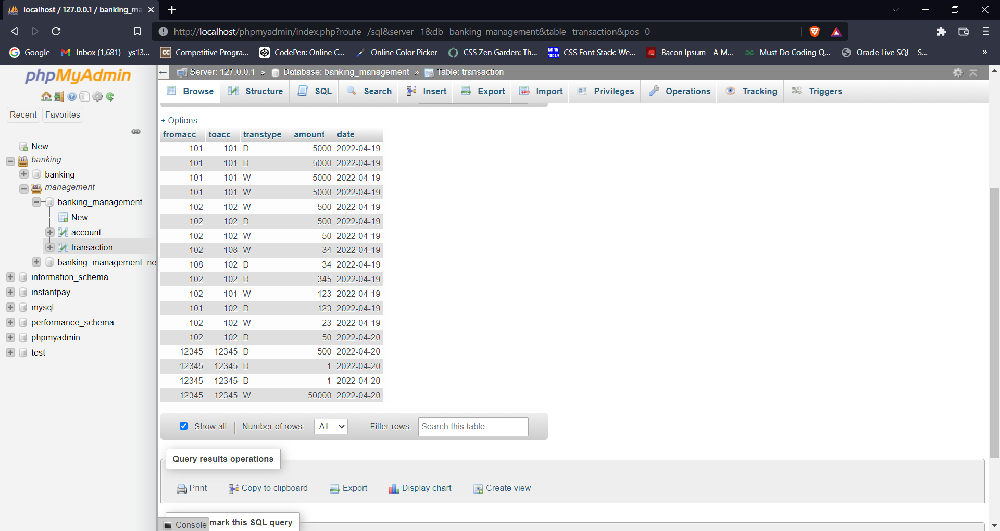 localhost / 127.0.0.1 / banking_ma
http://localhost/phpmyadmin/index.php?route=/sql&server=1&db=banking_management&table=transaction&pos=0
Google Inbox (1,681) - ys13... CC Competitive Progra... CodePen: Online C... Online Color Picker CSS Zen Garden: Th... DANS TOOLS CSS Font Stack: We... Bacon Ipsum - A M... Must Do Coding Q... Oracle Live SQL - S... »
phpMyAdmin
Recent Favorites
New
banking
banking
management
banking_management
New
account
transaction
banking_management_ne
information_schema
instantpay
mysql
performance_schema
phpmyadmin
test
Server: 127.0.0.1 » Database: banking_management » Table: transaction
Browse Structure SQL Search Insert Export Import Privileges Operations Tracking Triggers
+ Options
fromacc toacc transtype amount date
101 101 D 5000 2022-04-19
101 101 D 5000 2022-04-19
101 101 W 5000 2022-04-19
101 101 W 5000 2022-04-19
102 102 W 500 2022-04-19
102 102 D 500 2022-04-19
102 102 W 50 2022-04-19
102 108 W 34 2022-04-19
108 102 D 34 2022-04-19
102 102 D 345 2022-04-19
102 101 W 123 2022-04-19
101 102 D 123 2022-04-19
102 102 W 23 2022-04-19
102 102 D 50 2022-04-20
12345 12345 D 500 2022-04-20
12345 12345 D 1 2022-04-20
12345 12345 D 1 2022-04-20
12345 12345 W 50000 2022-04-20
Show all Number of rows: All Filter rows: Search this table
Query results operations
Print Copy to clipboard Export Display chart Create view
Console mark this SQL query